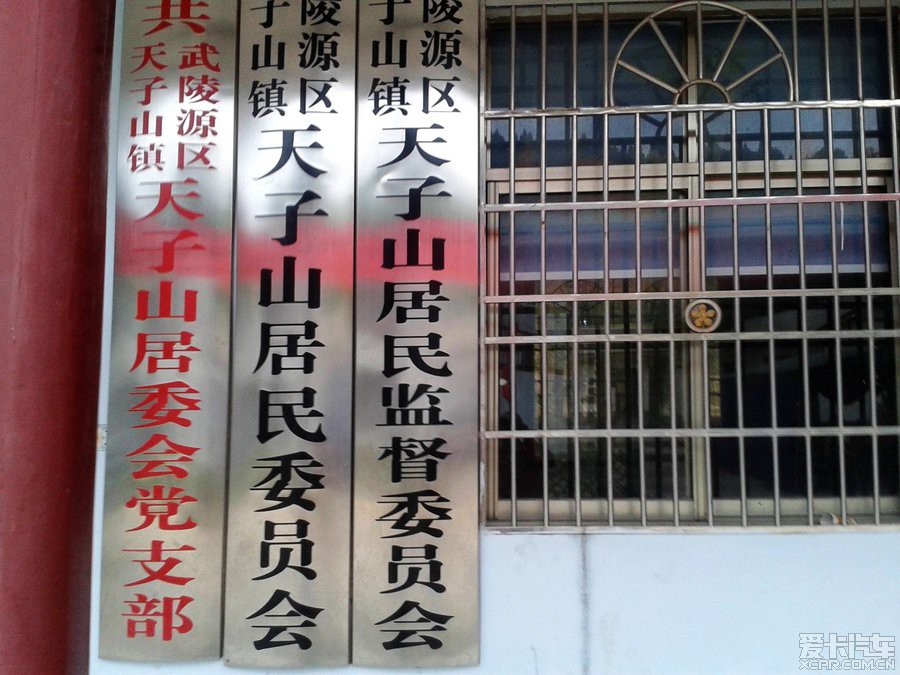 共
武陵源区
天子山镇
天子山居委会党支部
陵源区
子山镇
天子山居民委员会
陵源区
子山镇
天子山居民监督委员会
爱卡汽车
XCAR.COM.CN